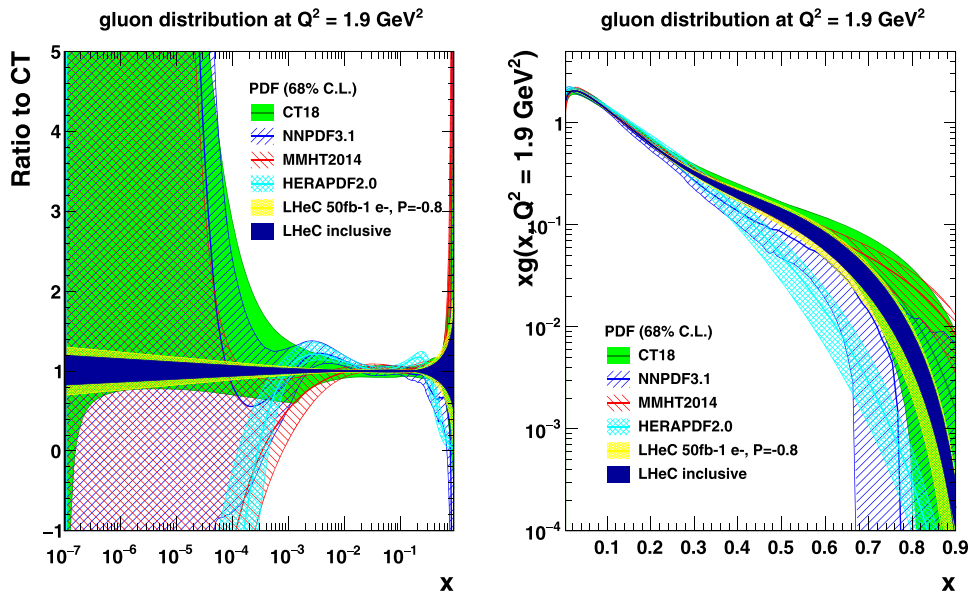 gluon distribution at Q² = 1.9 GeV²
Ratio to CT
5
4
3
2
1
0
−1
PDF (68% C.L.)
CT18
NNPDF3.1
MMHT2014
HERAPDF2.0
LHeC 50fb-1 e-, P=-0.8
LHeC inclusive
10⁻⁷ 10⁻⁶ 10⁻⁵ 10⁻⁴ 10⁻³ 10⁻² 10⁻¹
x
gluon distribution at Q² = 1.9 GeV²
xg(x, Q² = 1.9 GeV²)
1
10⁻¹
10⁻²
10⁻³
10⁻⁴
PDF (68% C.L.)
CT18
NNPDF3.1
MMHT2014
HERAPDF2.0
LHeC 50fb-1 e-, P=-0.8
LHeC inclusive
0.1 0.2 0.3 0.4 0.5 0.6 0.7 0.8 0.9
x